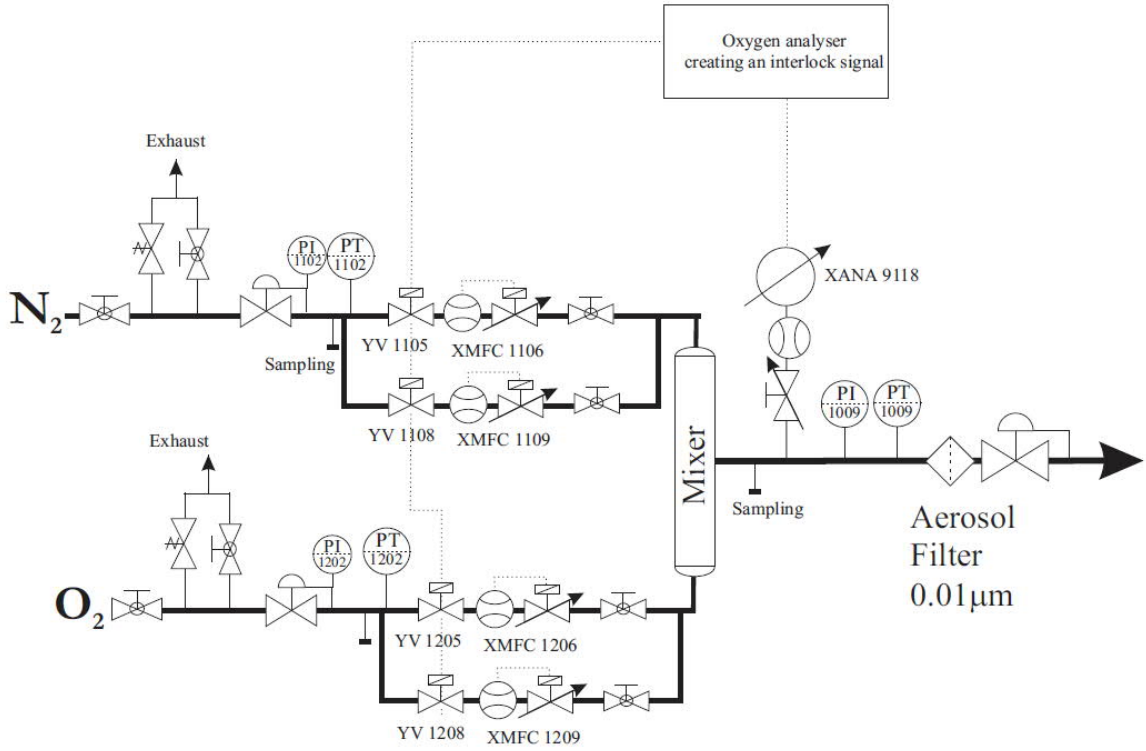 Oxygen analyser
creating an interlock signal
Exhaust
PI
1102
PT
1102
XANA 9118
N2
YV 1105
XMFC 1106
Sampling
PI
1009
PT
1009
YV 1108
XMFC 1109
Exhaust
Mixer
Sampling
Aerosol
Filter
0.01μm
PI
1202
PT
1202
O2
YV 1205
XMFC 1206
YV 1208
XMFC 1209